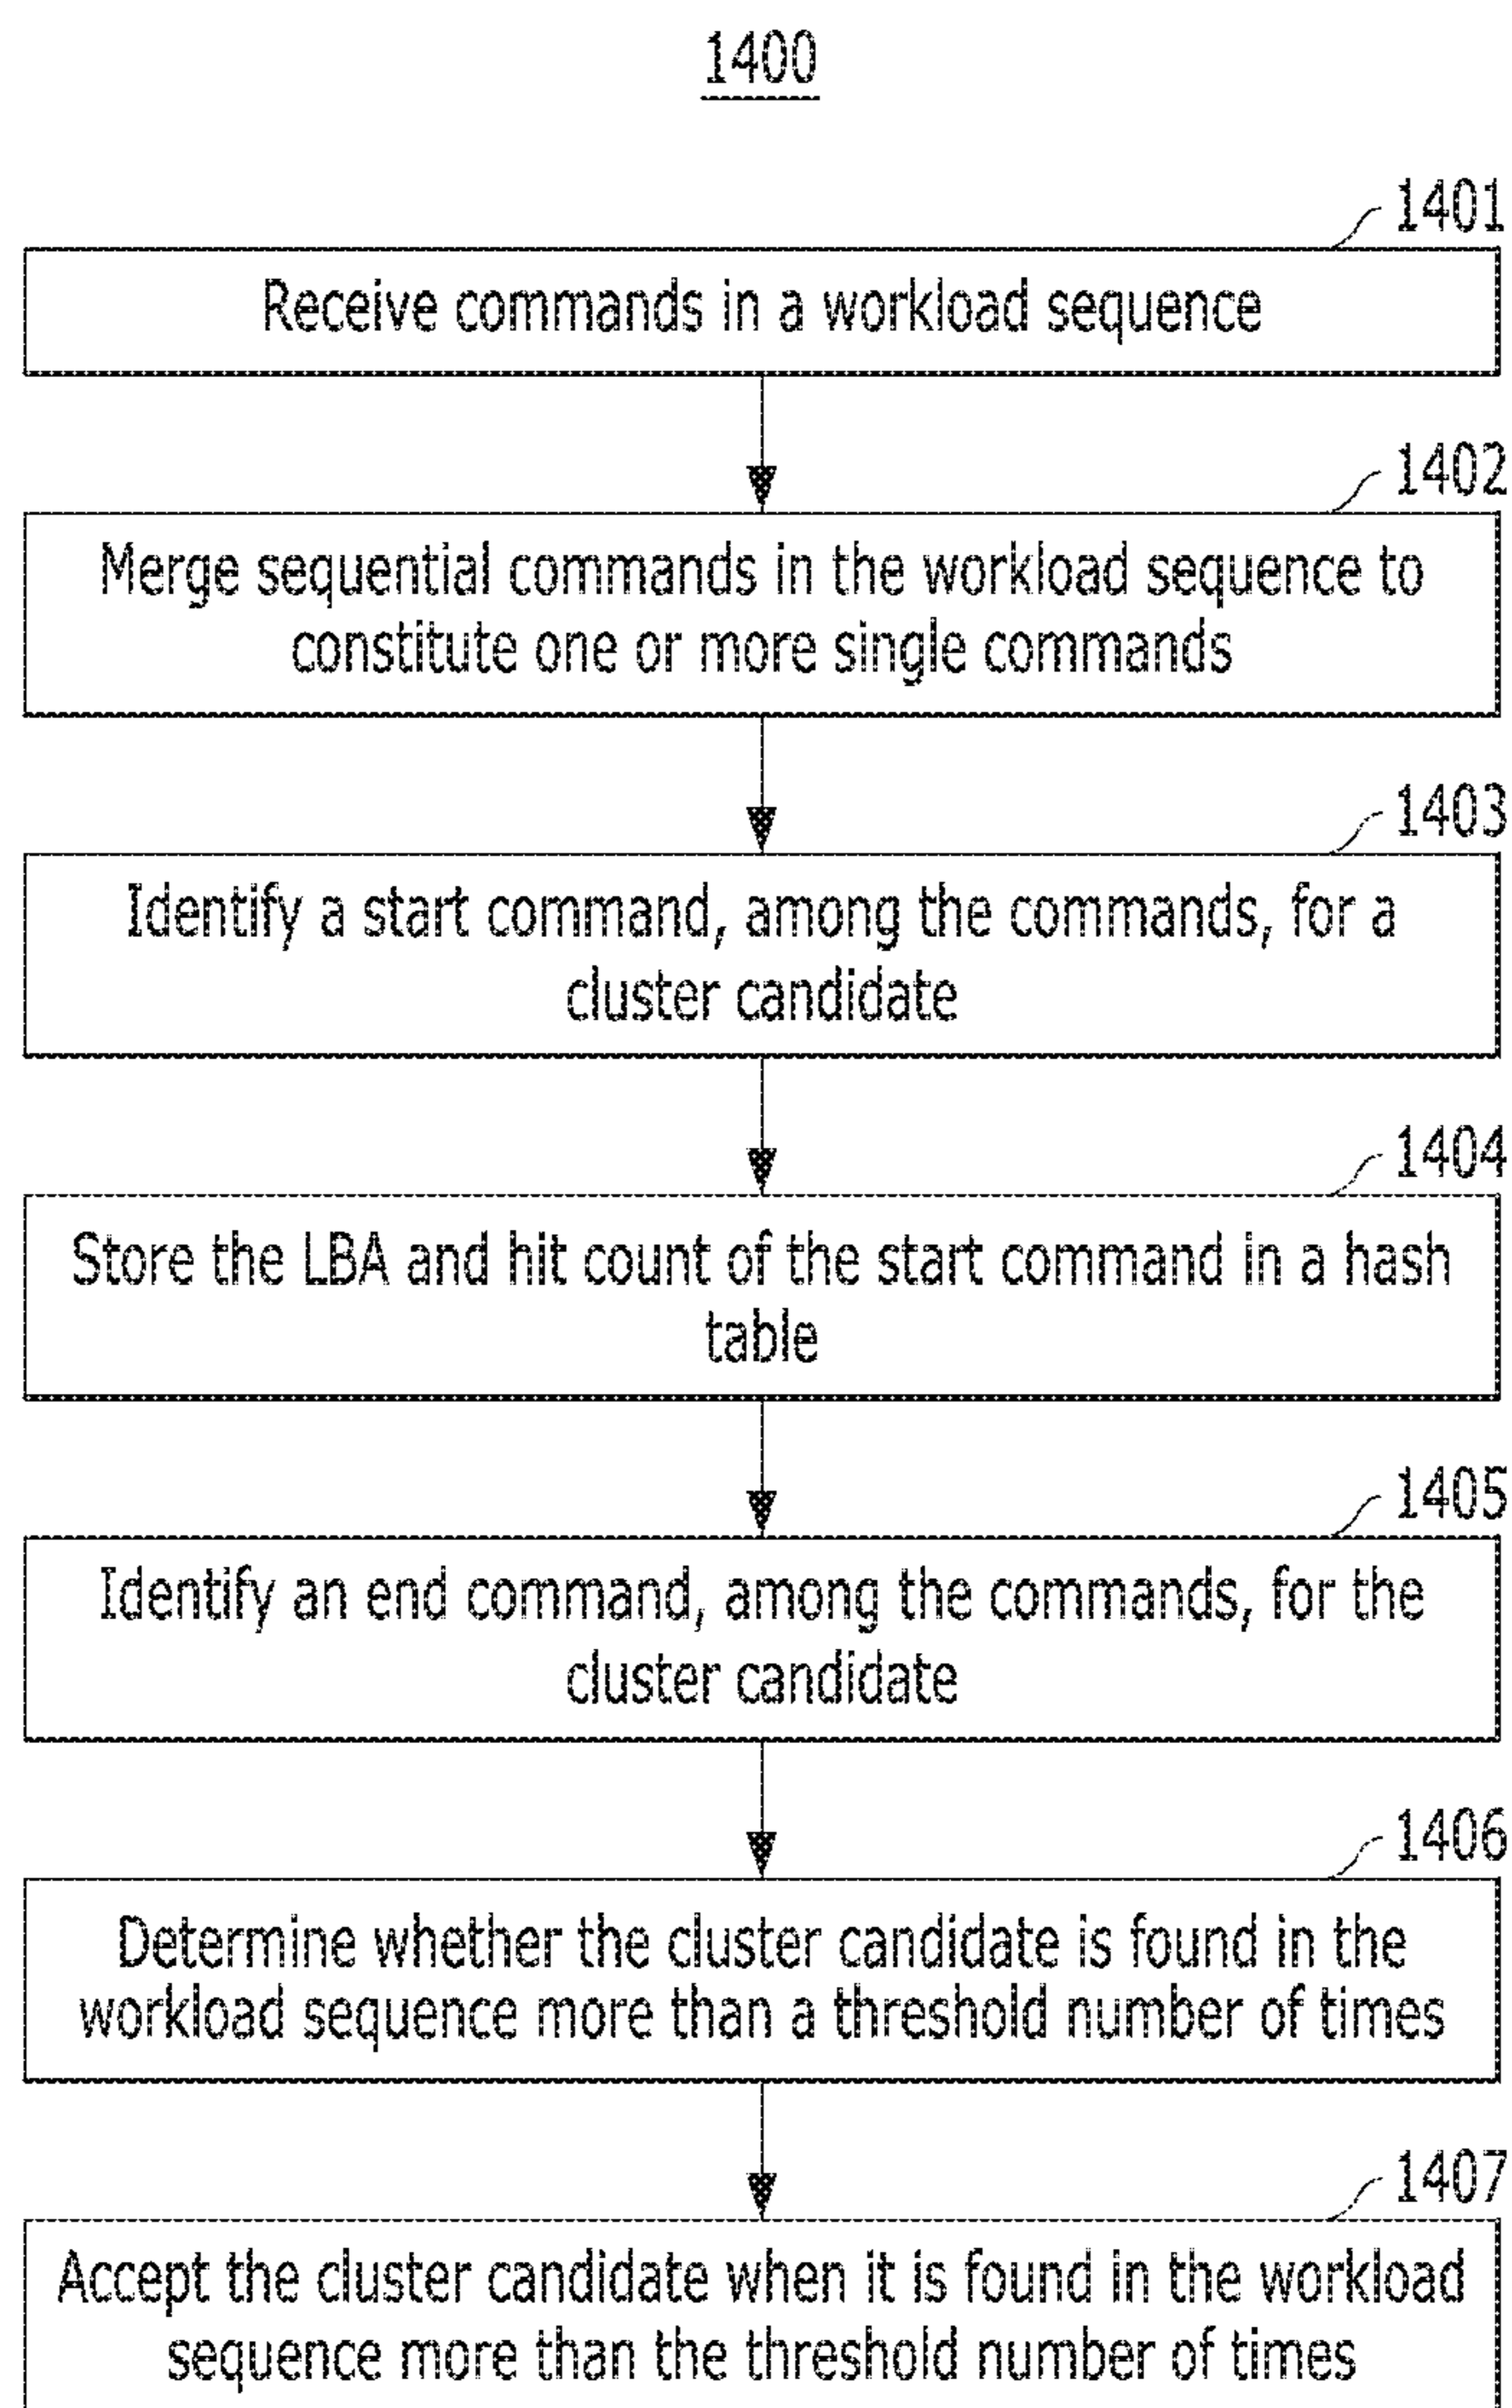 1400
1401
Receive commands in a workload sequence
1402
Merge sequential commands in the workload sequence to
constitute one or more single commands
1403
Identify a start command, among the commands, for a
cluster candidate
1404
Store the LBA and hit count of the start command in a hash
table
1405
Identify an end command, among the commands, for the
cluster candidate
1406
Determine whether the cluster candidate is found in the
workload sequence more than a threshold number of times
1407
Accept the cluster candidate when it is found in the workload
sequence more than the threshold number of times